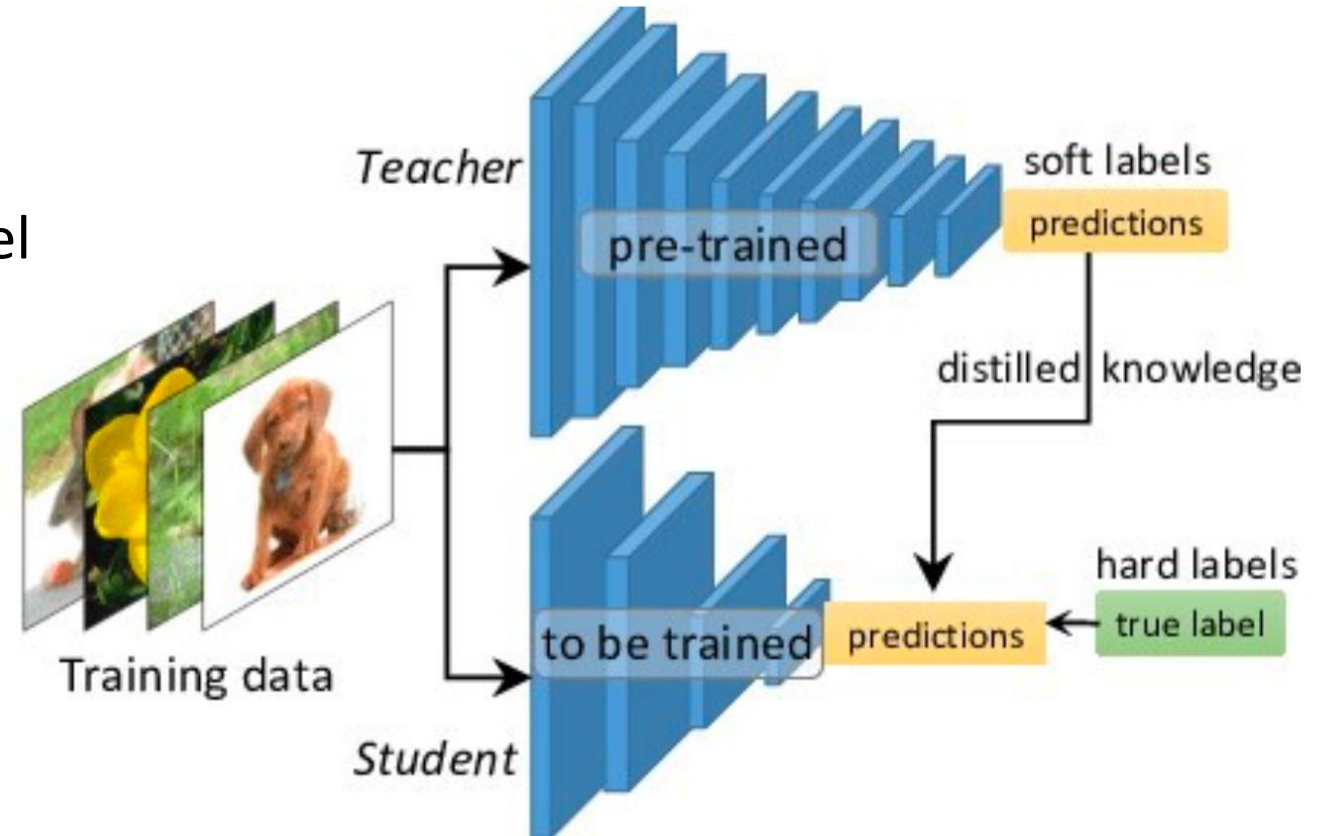 el
Teacher
pre-trained
soft labels
predictions
distilled knowledge
Training data
Student
to be trained
predictions
hard labels
true label